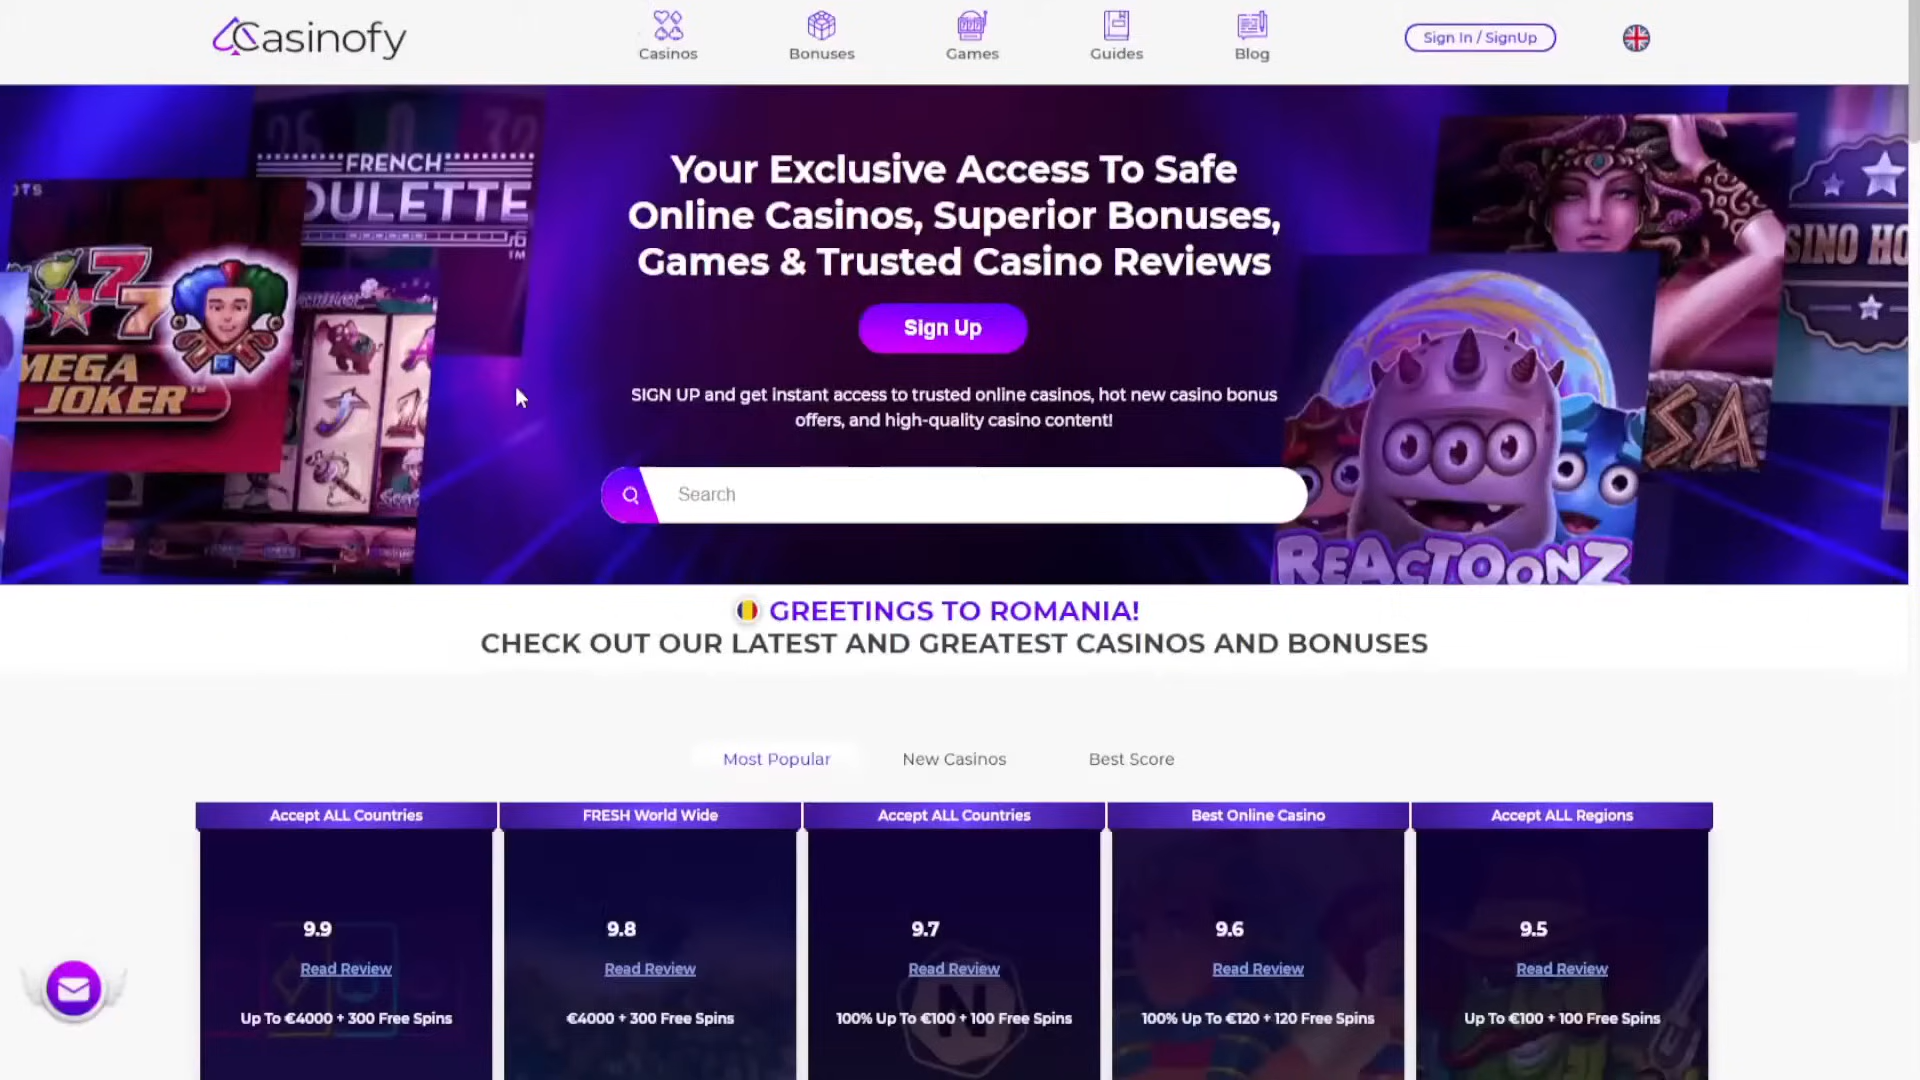 Casinofy
Casinos
Bonuses
Games
Guides
Blog
Sign In / SignUp
FRENCH
OULETTE
TM
777
MEGA
JOKER™
Your Exclusive Access To Safe
Online Casinos, Superior Bonuses,
Games & Trusted Casino Reviews
Sign Up
SIGN UP and get instant access to trusted online casinos, hot new casino bonus
offers, and high-quality casino content!
Search
SINO HO
SA
REACTOONZ
GREETINGS TO ROMANIA!
CHECK OUT OUR LATEST AND GREATEST CASINOS AND BONUSES
Most Popular
New Casinos
Best Score
Accept ALL Countries
FRESH World Wide
Accept ALL Countries
Best Online Casino
Accept ALL Regions
9.9
9.8
9.7
9.6
9.5
Read Review
Read Review
Read Review
Read Review
Read Review
Up To €4000 + 300 Free Spins
€4000 + 300 Free Spins
100% Up To €100 + 100 Free Spins
100% Up To €120 + 120 Free Spins
Up To €100 + 100 Free Spins
N